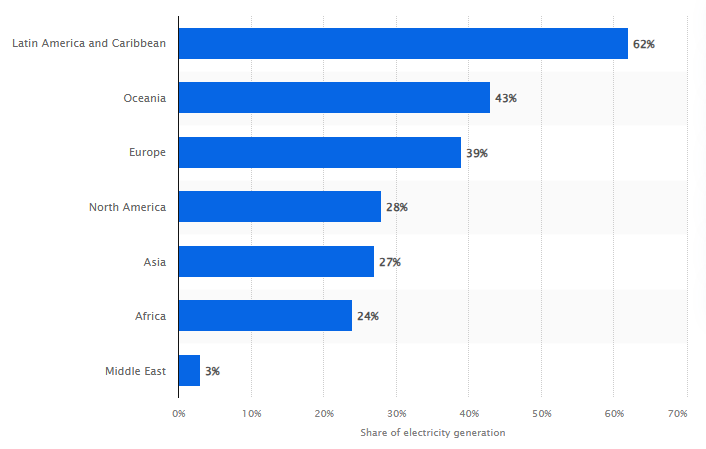 Latin America and Caribbean 62%
Oceania 43%
Europe 39%
North America 28%
Asia 27%
Africa 24%
Middle East 3%
0% 10% 20% 30% 40% 50% 60% 70%
Share of electricity generation